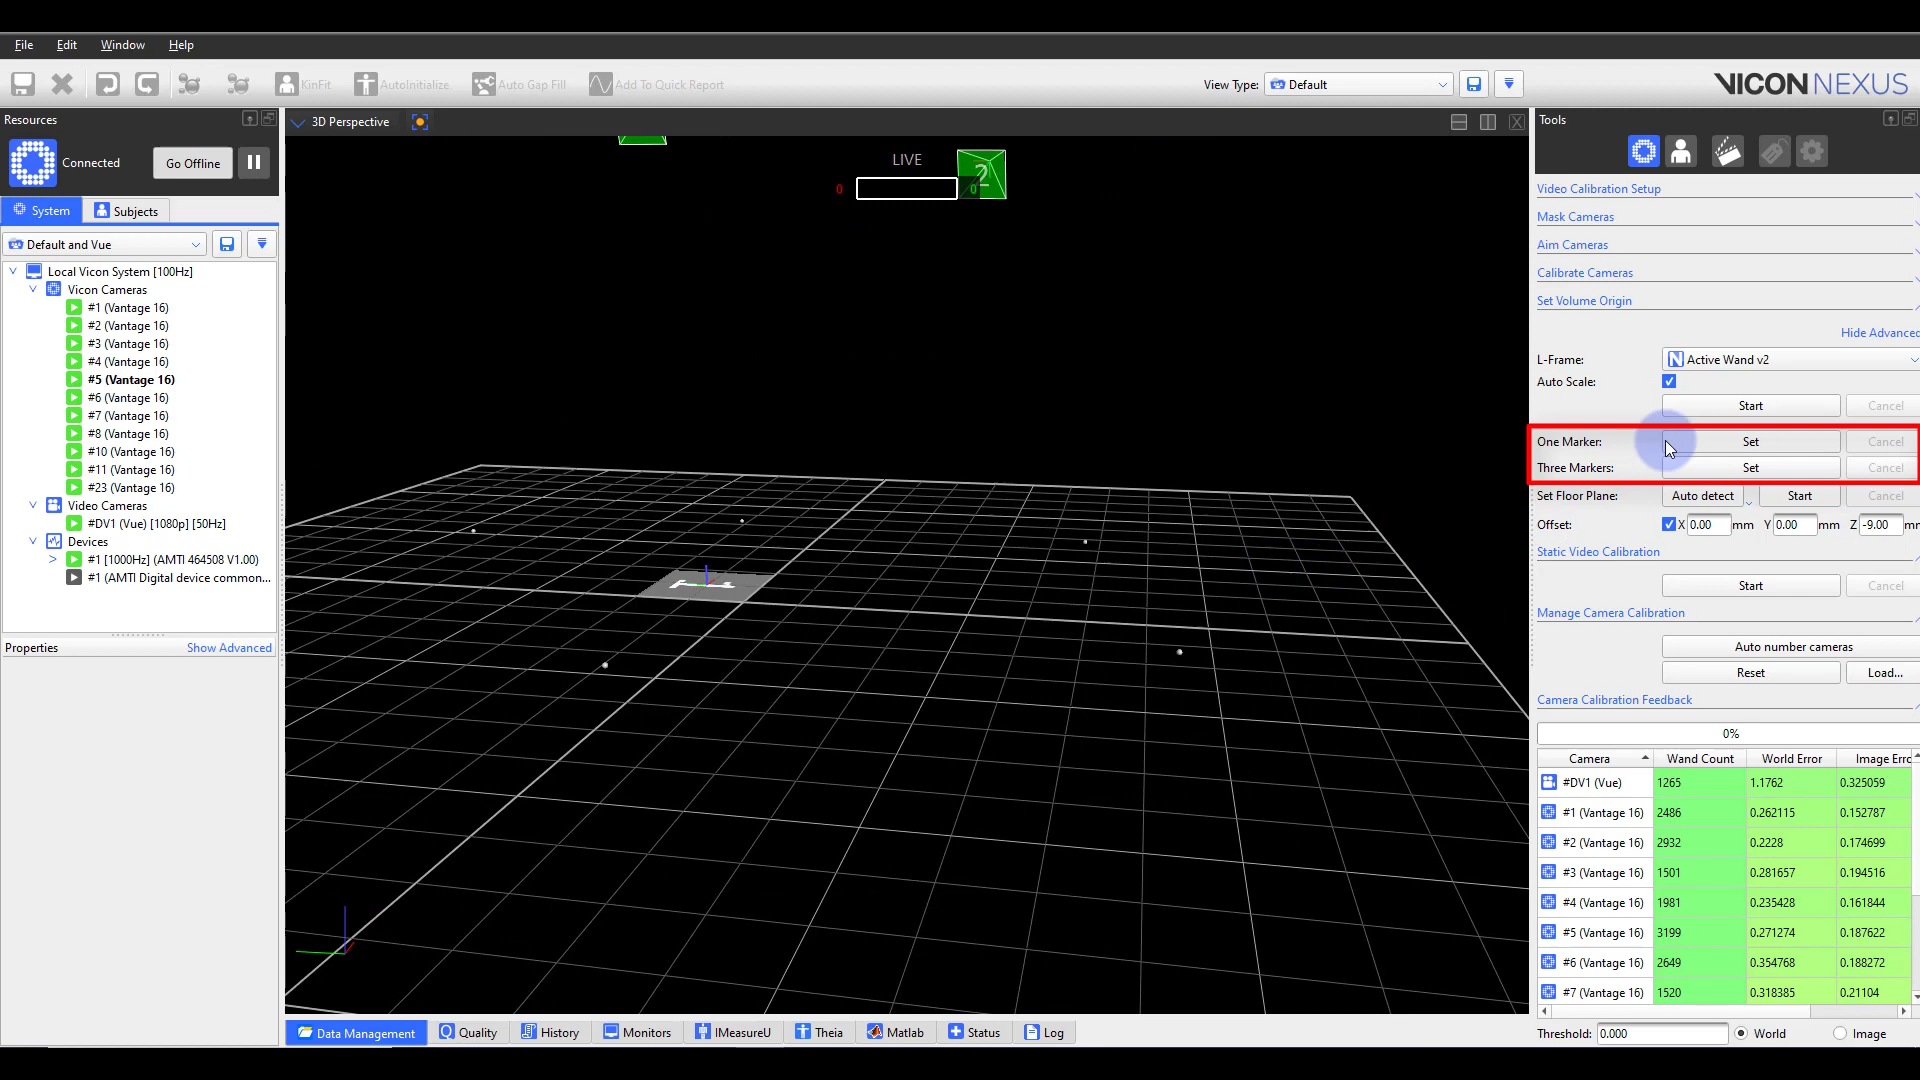 File Edit Window Help
KinFit AutoInitialize Auto Gap Fill Add To Quick Report View Type: Default VICON NEXUS
Resources
Connected Go Offline
System Subjects
Default and Vue
Local Vicon System [100Hz]
Vicon Cameras
#1 (Vantage 16)
#2 (Vantage 16)
#3 (Vantage 16)
#4 (Vantage 16)
#5 (Vantage 16)
#6 (Vantage 16)
#7 (Vantage 16)
#8 (Vantage 16)
#10 (Vantage 16)
#11 (Vantage 16)
#23 (Vantage 16)
Video Cameras
#DV1 (Vue) [1080p] [50Hz]
Devices
#1 [1000Hz] (AMTI 464508 V1.00)
#1 (AMTI Digital device common...
Properties Show Advanced
3D Perspective
LIVE
0 0 2
1
Data Management Quality History Monitors IMeasureU Theia Matlab Status Log
Tools
Video Calibration Setup
Mask Cameras
Aim Cameras
Calibrate Cameras
Set Volume Origin
Hide Advanced
L-Frame: Active Wand v2
Auto Scale:
Start Cancel
One Marker: Set Cancel
Three Markers: Set Cancel
Set Floor Plane: Auto detect Start Cancel
Offset: X 0.00 mm Y 0.00 mm Z -9.00 mm
Static Video Calibration
Start Cancel
Manage Camera Calibration
Auto number cameras
Reset Load...
Camera Calibration Feedback
0%
Camera Wand Count World Error Image Erro
#DV1 (Vue) 1265 1.1762 0.325059
#1 (Vantage 16) 2486 0.262115 0.152787
#2 (Vantage 16) 2932 0.2228 0.174699
#3 (Vantage 16) 1501 0.281657 0.194516
#4 (Vantage 16) 1981 0.235428 0.161844
#5 (Vantage 16) 3199 0.271274 0.187622
#6 (Vantage 16) 2649 0.354768 0.188272
#7 (Vantage 16) 1520 0.318385 0.21104
Threshold: 0.000 World Image